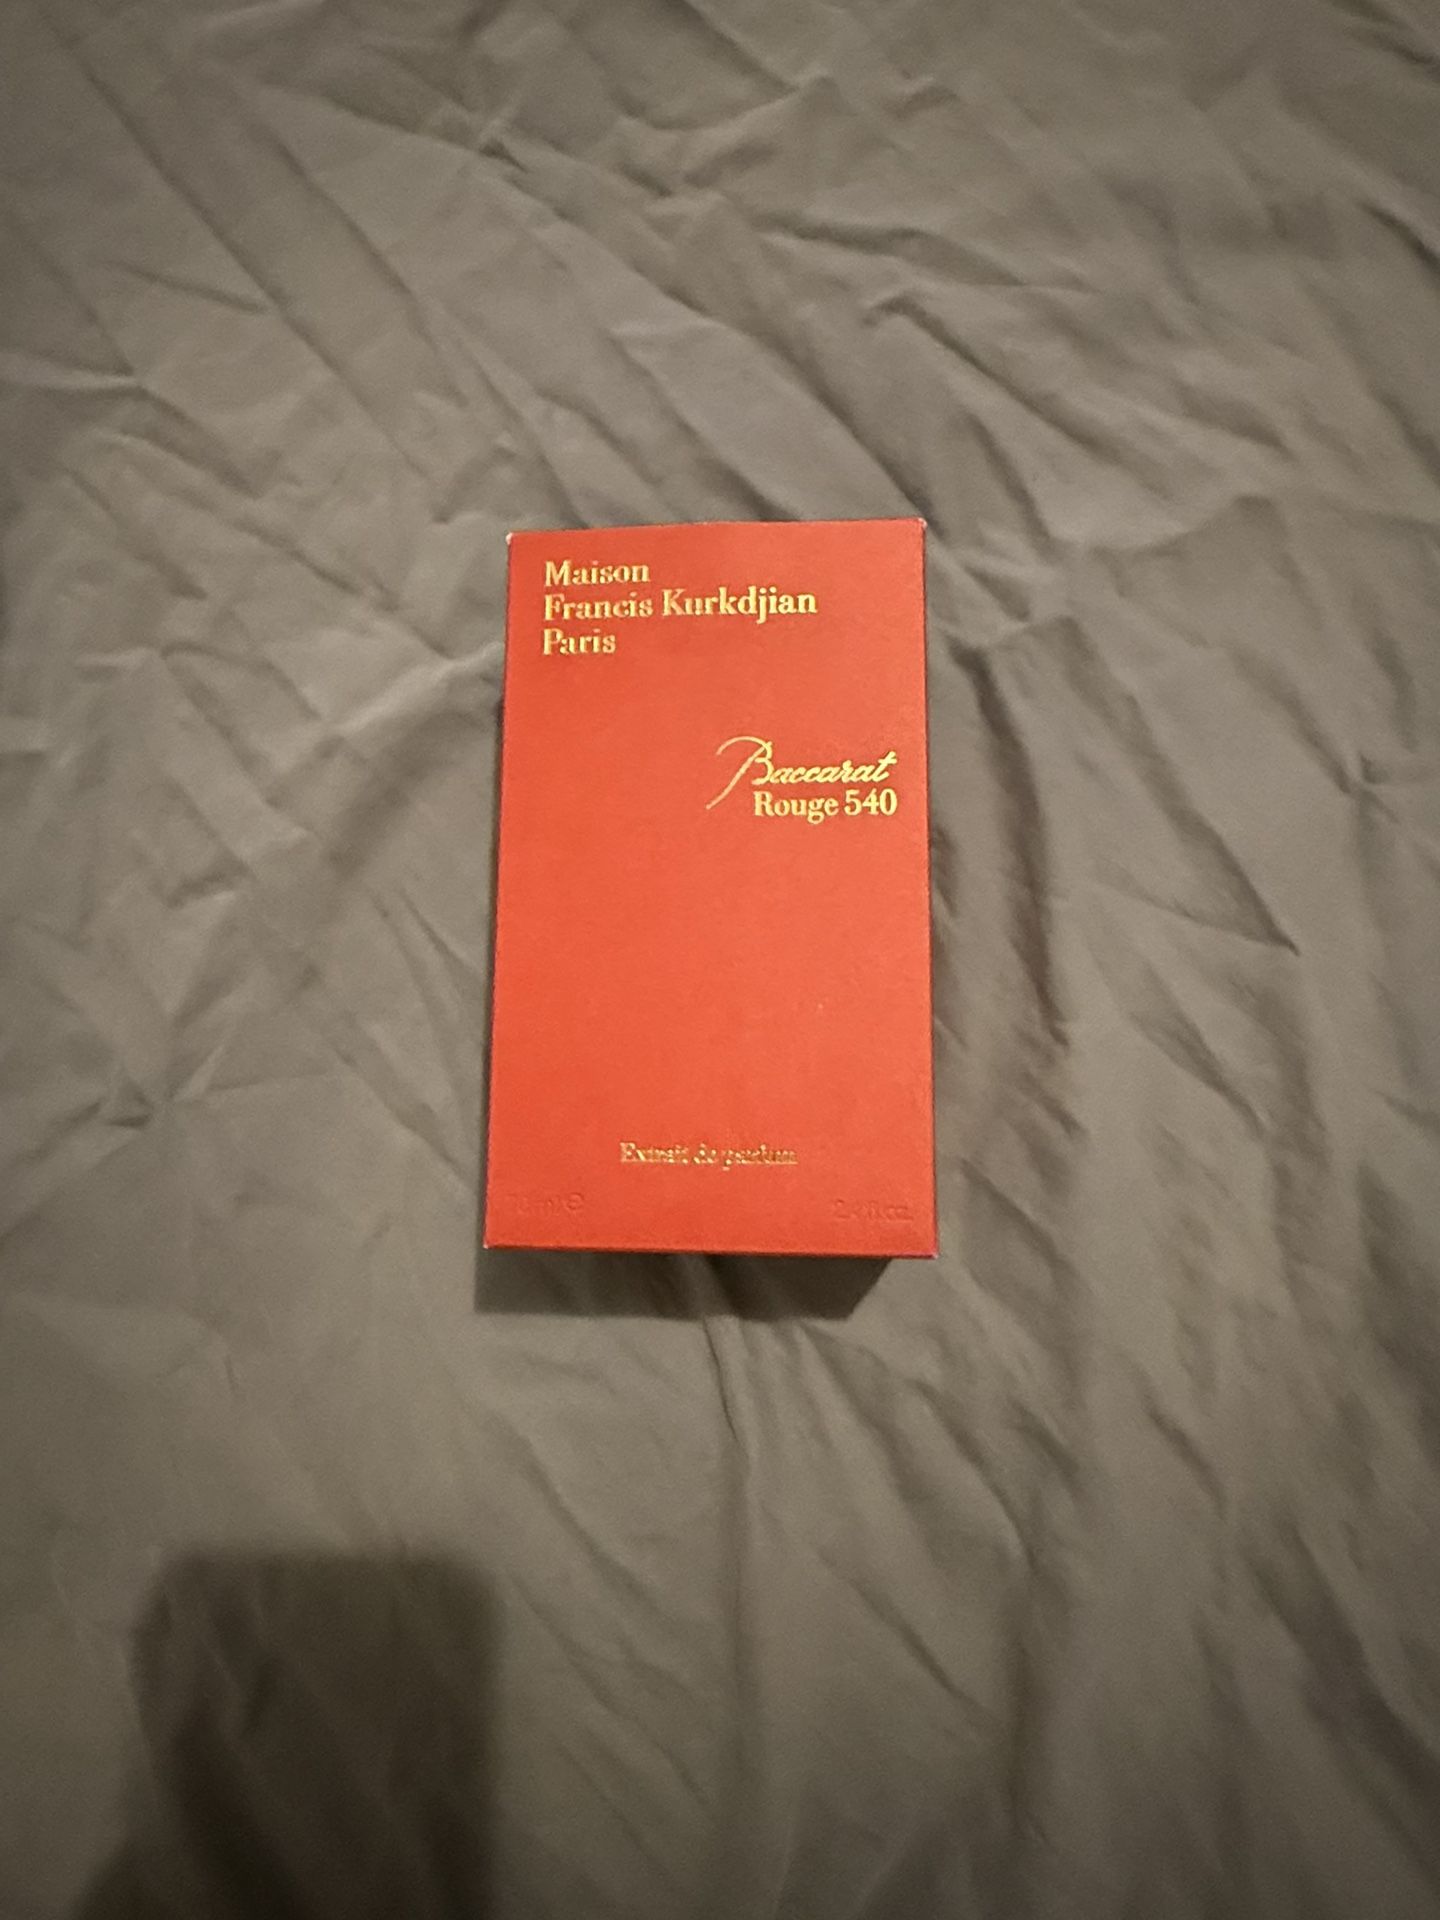 Maison
Francis Kurkdjian
Paris
Baccarat
Rouge 540
Extrait de parfum